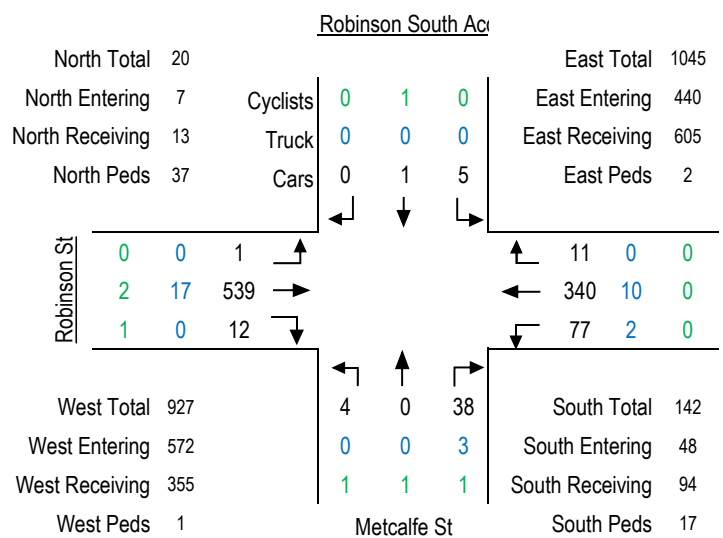 Robinson South Acc
North Total 20
East Total 1045
North Entering 7
Cyclists 0 1 0
East Entering 440
North Receiving 13
Truck 0 0 0
East Receiving 605
North Peds 37
Cars 0 1 5
East Peds 2
Robinson St
0 0 1
11 0 0
2 17 539
340 10 0
1 0 12
77 2 0
West Total 927
4 0 38
South Total 142
West Entering 572
0 0 3
South Entering 48
West Receiving 355
1 1 1
South Receiving 94
West Peds 1
Metcalfe St
South Peds 17